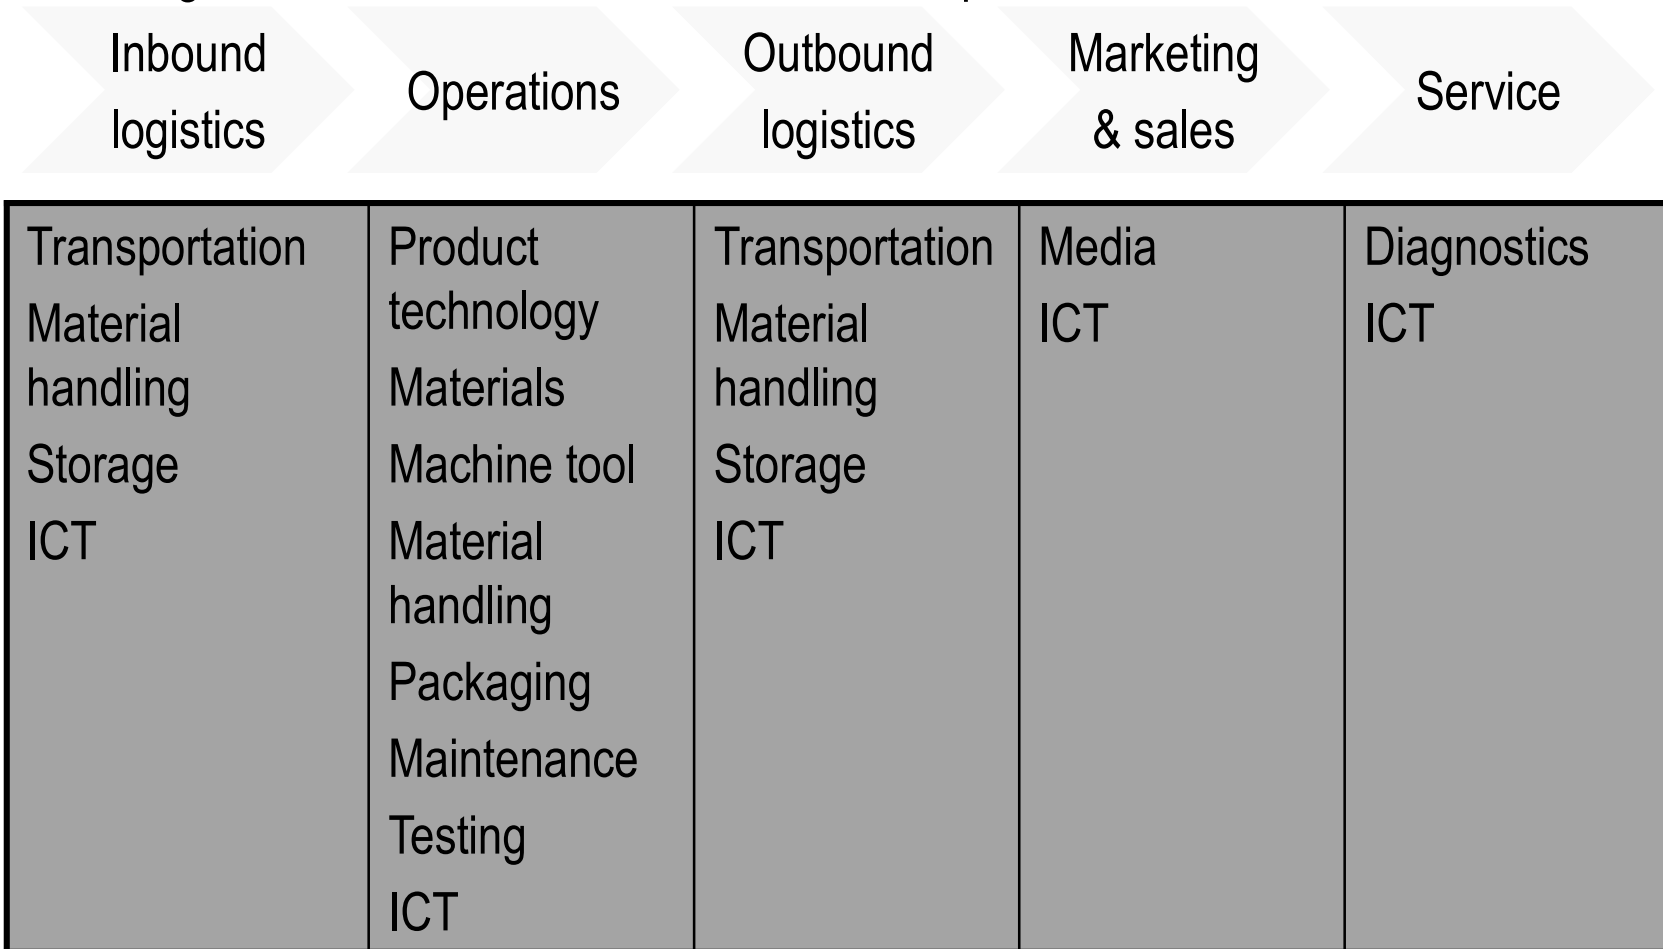 Inbound
logistics
Operations
Outbound
logistics
Marketing
& sales
Service
Transportation
Material
handling
Storage
ICT
Product
technology
Materials
Machine tool
Material
handling
Packaging
Maintenance
Testing
ICT
Transportation
Material
handling
Storage
ICT
Media
ICT
Diagnostics
ICT